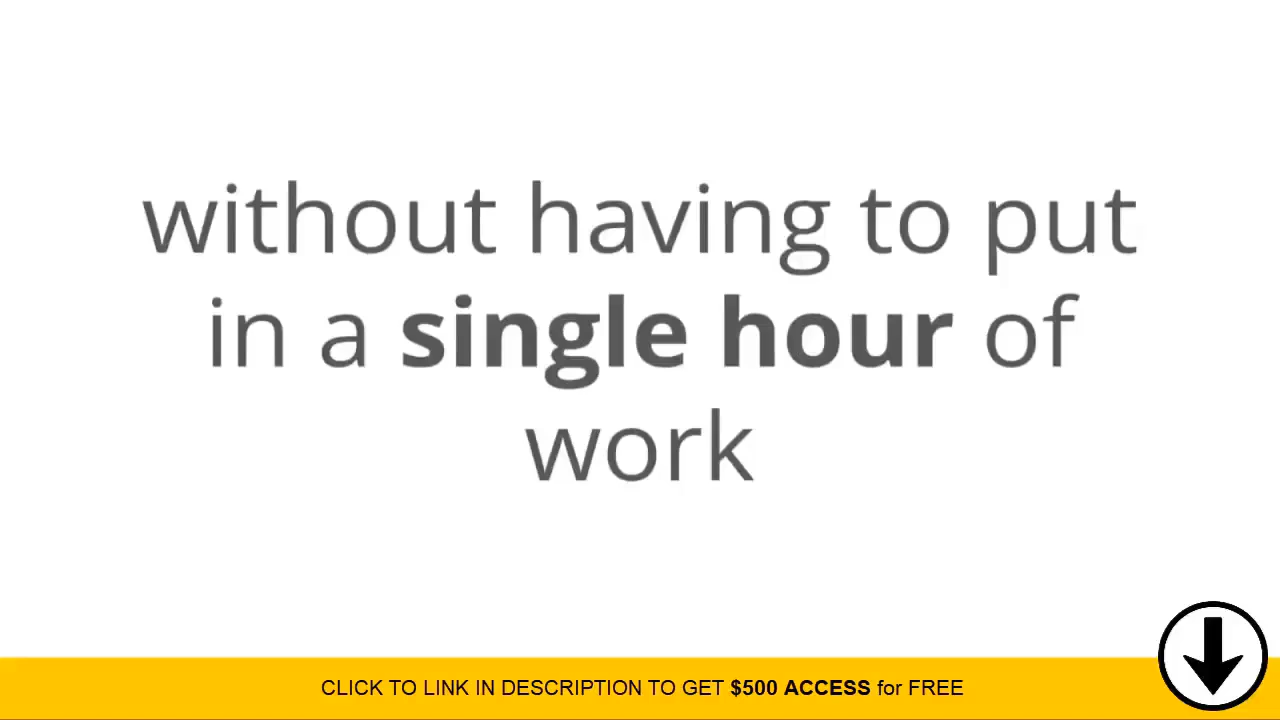 without having to put
in a single hour of
work
CLICK TO LINK IN DESCRIPTION TO GET $500 ACCESS for FREE